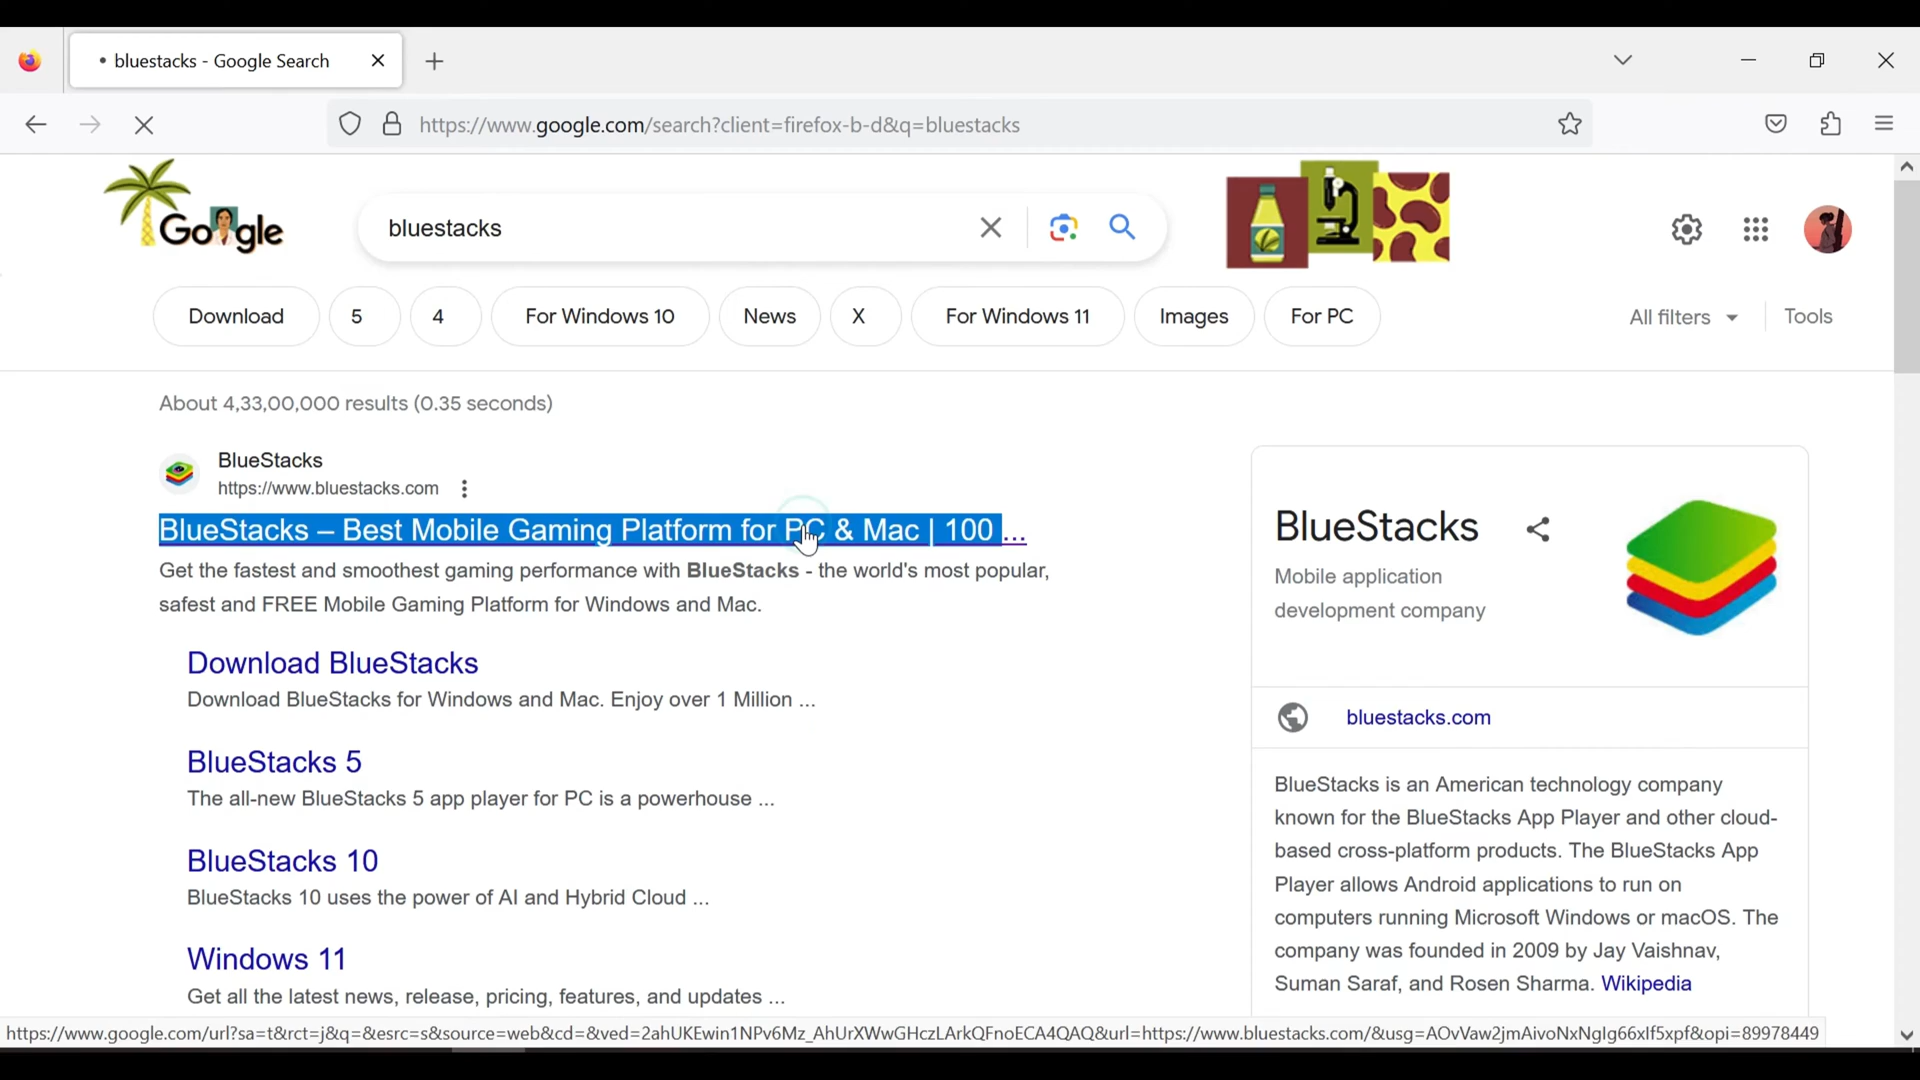 bluestacks - Google Search
https://www.google.com/search?client=firefox-b-d&q=bluestacks
Google
bluestacks
Download
5
4
For Windows 10
News
X
For Windows 11
Images
For PC
All filters
Tools
About 4,33,00,000 results (0.35 seconds)
BlueStacks
https://www.bluestacks.com
BlueStacks – Best Mobile Gaming Platform for PC & Mac | 100 ...
Get the fastest and smoothest gaming performance with BlueStacks - the world's most popular,
safest and FREE Mobile Gaming Platform for Windows and Mac.
Download BlueStacks
Download BlueStacks for Windows and Mac. Enjoy over 1 Million ...
BlueStacks 5
The all-new BlueStacks 5 app player for PC is a powerhouse ...
BlueStacks 10
BlueStacks 10 uses the power of AI and Hybrid Cloud ...
Windows 11
Get all the latest news, release, pricing, features, and updates ...
BlueStacks
Mobile application
development company
bluestacks.com
BlueStacks is an American technology company
known for the BlueStacks App Player and other cloud-
based cross-platform products. The BlueStacks App
Player allows Android applications to run on
computers running Microsoft Windows or macOS. The
company was founded in 2009 by Jay Vaishnav,
Suman Saraf, and Rosen Sharma. Wikipedia
https://www.google.com/url?sa=t&rct=j&q=&esrc=s&source=web&cd=&ved=2ahUKEwin1NPv6Mz_AhUrXWwGHczLArkQFnoECA4QAQ&url=https://www.bluestacks.com/&usg=AOvVaw2jmAivoNxNgIg66xIf5xpf&opi=89978449